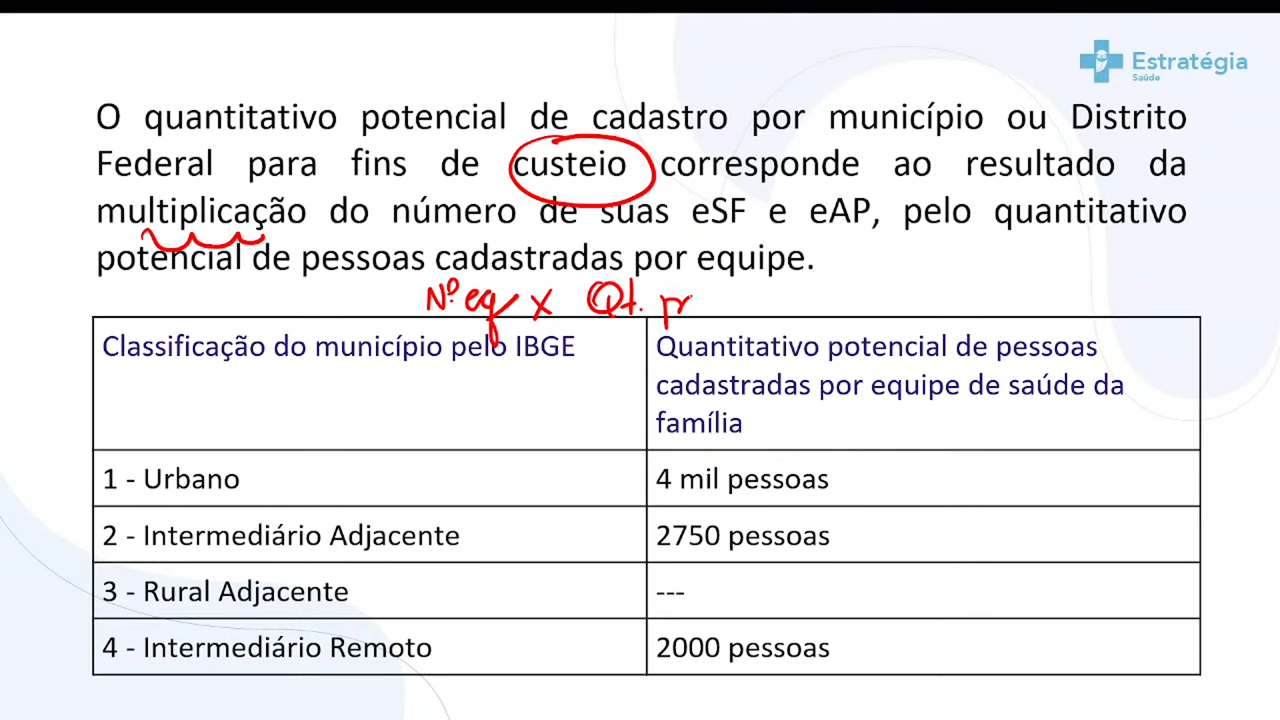 Estratégia
Saúde
O quantitativo potencial de cadastro por município ou Distrito
Federal para fins de custeio corresponde ao resultado da
multiplicação do número de suas eSF e eAP, pelo quantitativo
potencial de pessoas cadastradas por equipe.
Nº eq x Qt. p
Classificação do município pelo IBGE
Quantitativo potencial de pessoas
cadastradas por equipe de saúde da
família
1 - Urbano
4 mil pessoas
2 - Intermediário Adjacente
2750 pessoas
3 - Rural Adjacente
---
4 - Intermediário Remoto
2000 pessoas